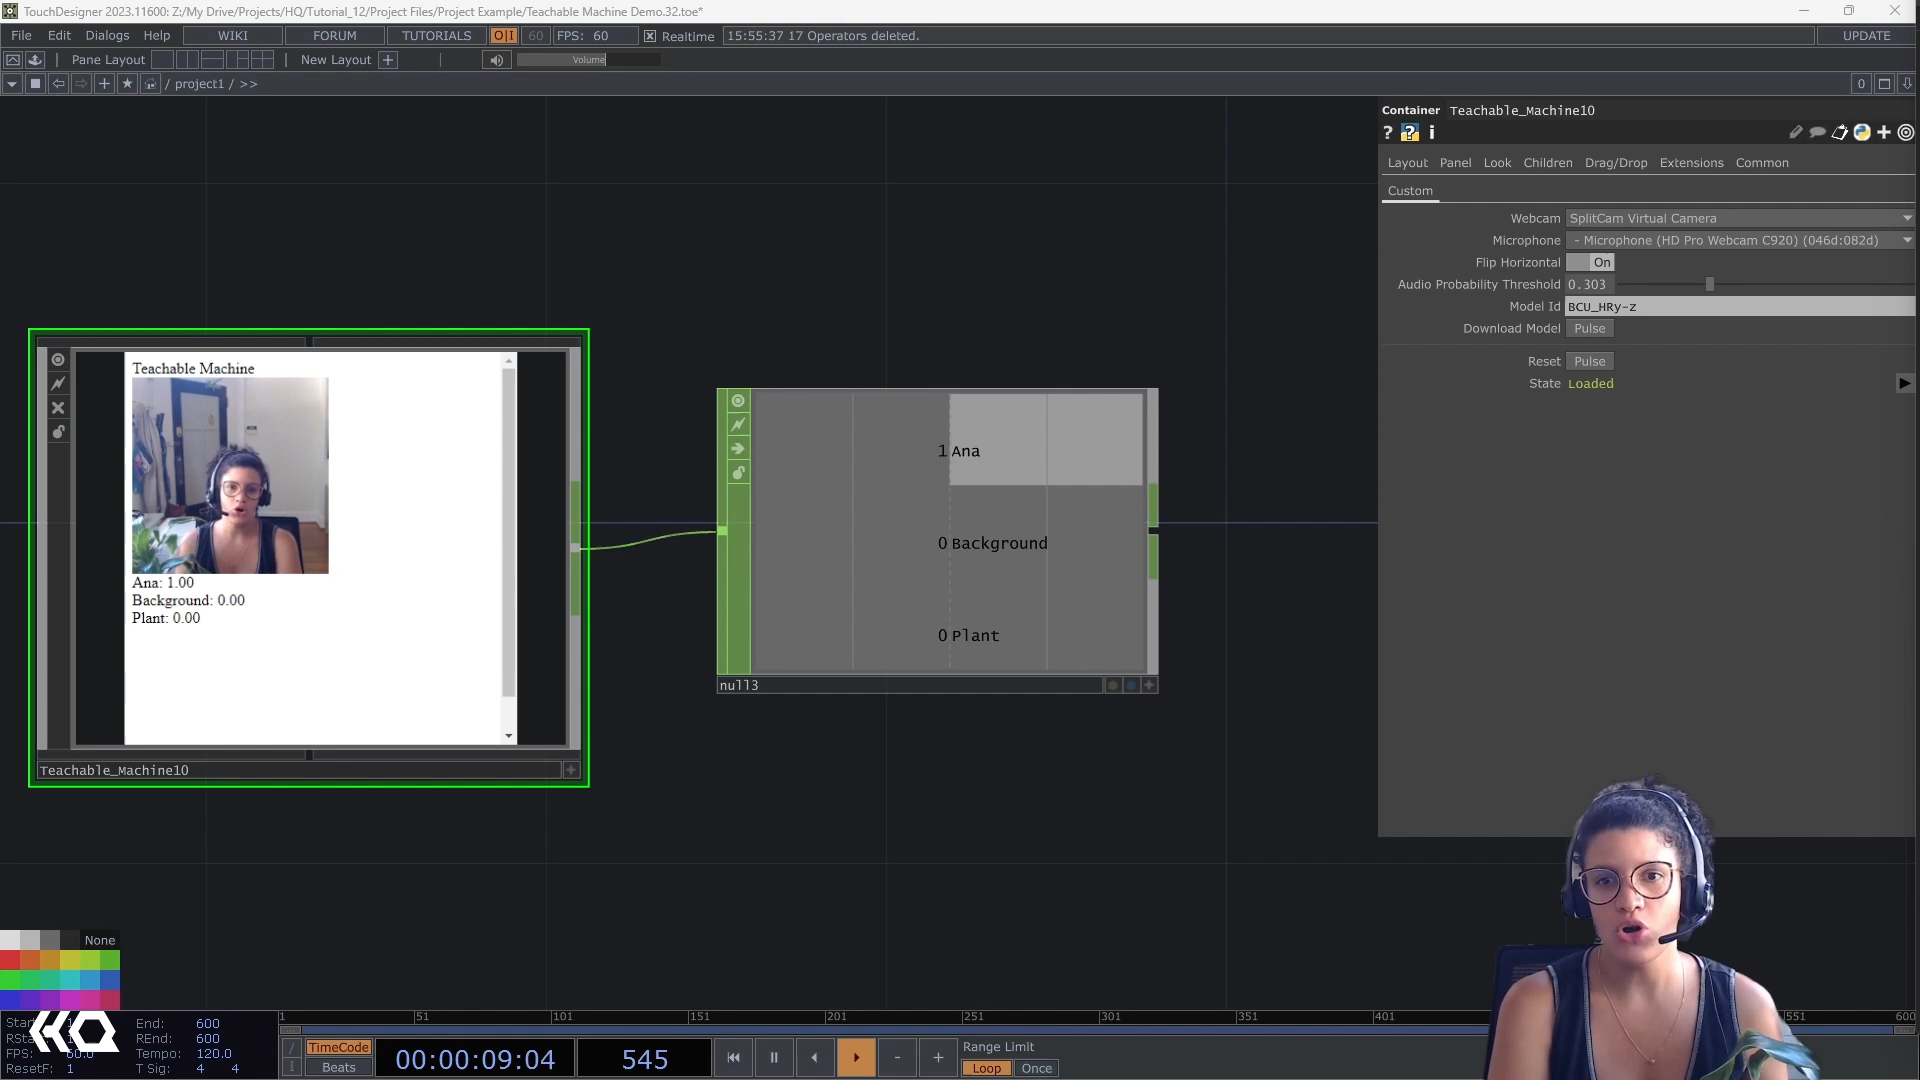 TouchDesigner 2023.11600: Z:/My Drive/Projects/HQ/Tutorial_12/Project Files/Project Example/Teachable Machine Demo.32.toe*
File Edit Dialogs Help WIKI FORUM TUTORIALS O|I 60 FPS: 60 Realtime 15:55:37 17 Operators deleted. UPDATE
Pane Layout New Layout + Volume
/ project1 / >> 0
Container Teachable_Machine10
? ? i
Layout Panel Look Children Drag/Drop Extensions Common
Custom
Webcam SplitCam Virtual Camera
Microphone - Microphone (HD Pro Webcam C920) (046d:082d)
Flip Horizontal On
Audio Probability Threshold 0.303
Model Id BCU_HRy-z
Download Model Pulse
Reset Pulse
State Loaded
Teachable Machine
Ana: 1.00
Background: 0.00
Plant: 0.00
Teachable_Machine10
1 Ana
0 Background
0 Plant
null3
None
1 51 101 151 201 251 301 351 401 551 600
Start: End: 600
REnd: 600
FPS: 60.0 Tempo: 120.0
ResetF: 1 T Sig: 4 4
HQ
TimeCode
Beats
00:00:09:04
545
- +
Range Limit
Loop Once